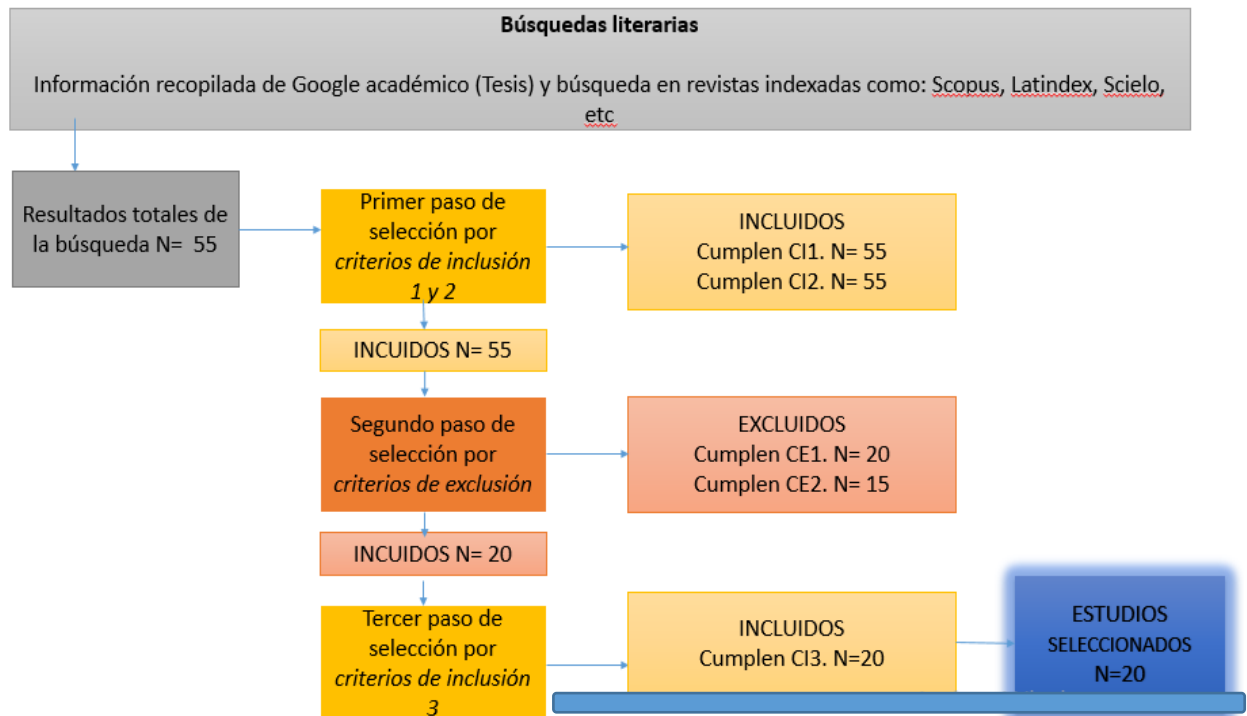 Búsquedas literarias
Información recopilada de Google académico (Tesis) y búsqueda en revistas indexadas como: Scopus, Latindex, Scielo,
etc
Resultados totales de
la búsqueda N= 55
Primer paso de
selección por
criterios de inclusión
1 y 2
INCLUIDOS
Cumplen CI1. N= 55
Cumplen CI2. N= 55
INCUIDOS N= 55
Segundo paso de
selección por
criterios de exclusión
EXCLUIDOS
Cumplen CE1. N= 20
Cumplen CE2. N= 15
INCUIDOS N= 20
Tercer paso de
selección por
criterios de inclusión
3
INCLUIDOS
Cumplen CI3. N=20
ESTUDIOS
SELECCIONADOS
N=20